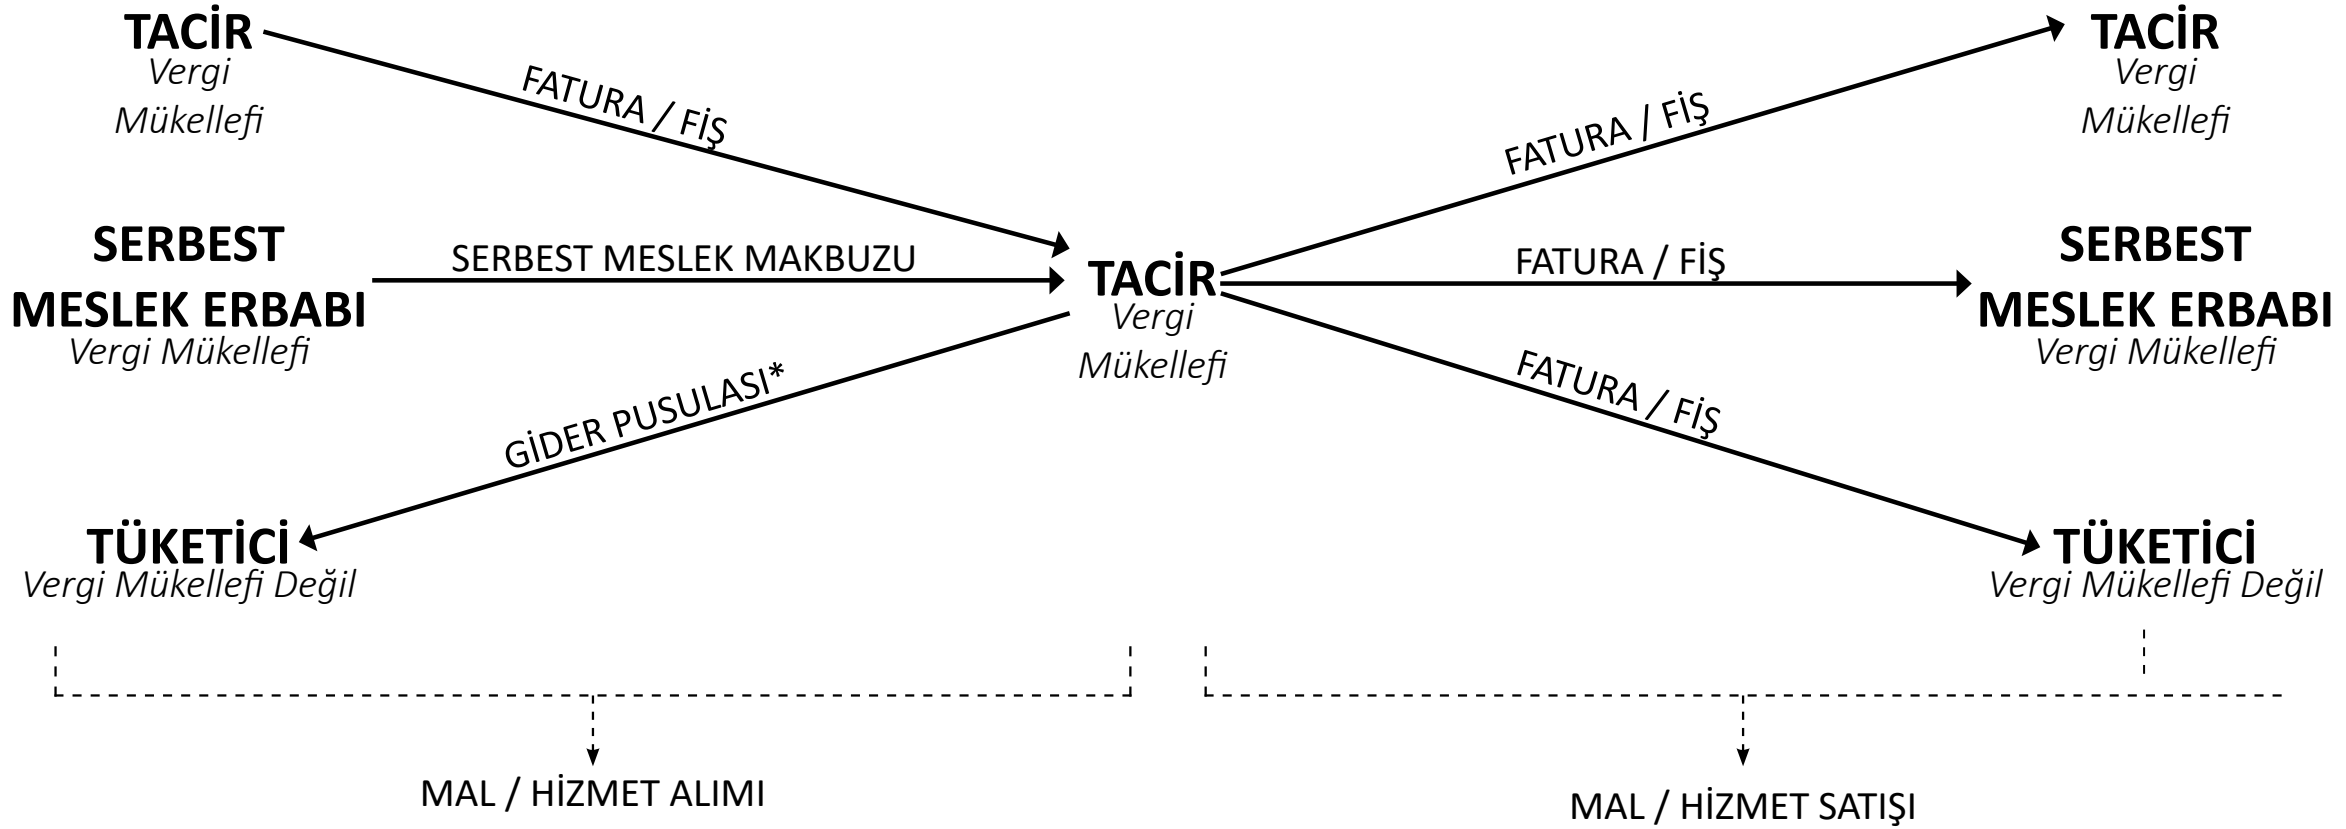 TACİR
Vergi
Mükellefi
FATURA / FİŞ
SERBEST
MESLEK ERBABI
Vergi Mükellefi
SERBEST MESLEK MAKBUZU
GİDER PUSULASI*
TÜKETİCİ
Vergi Mükellefi Değil
TACİR
Vergi
Mükellefi
FATURA / FİŞ
TACİR
Vergi
Mükellefi
FATURA / FİŞ
SERBEST
MESLEK ERBABI
Vergi Mükellefi
FATURA / FİŞ
TÜKETİCİ
Vergi Mükellefi Değil
MAL / HİZMET ALIMI
MAL / HİZMET SATIŞI